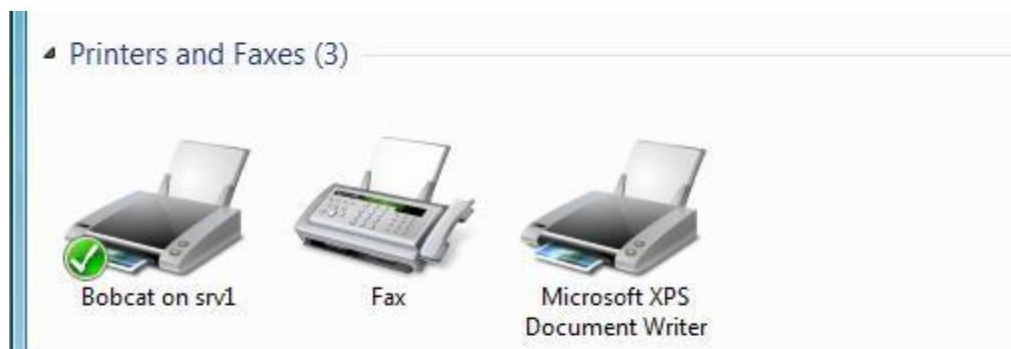 Printers and Faxes (3)
Bobcat on srv1
Fax
Microsoft XPS
Document Writer